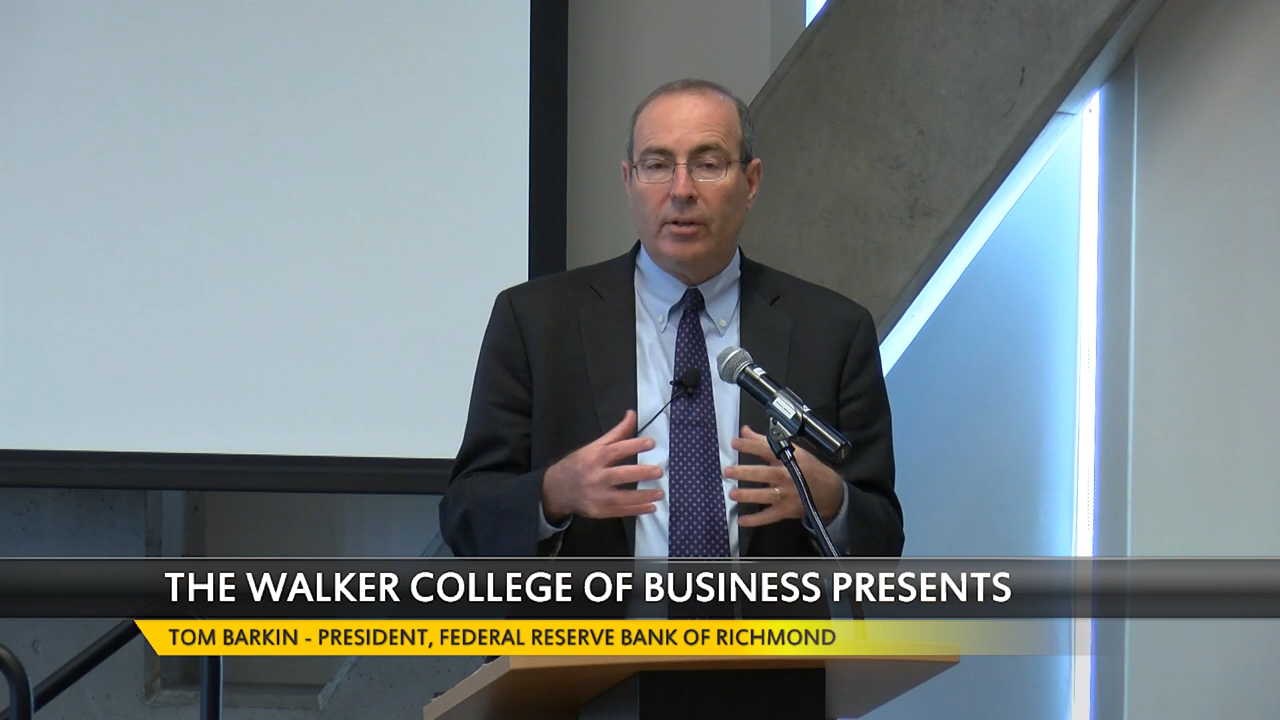 THE WALKER COLLEGE OF BUSINESS PRESENTS
TOM BARKIN - PRESIDENT, FEDERAL RESERVE BANK OF RICHMOND